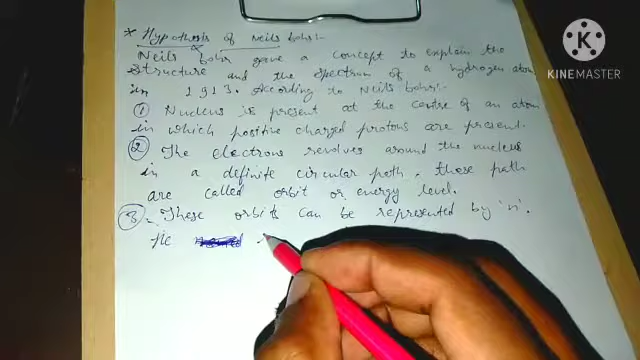 * Hypothesis of Neils bohr:-
Neils bohr gave a concept to explain the
structure and the spectrum of a hydrogen atom
in 1913. According to Neils bohr:-
① Nucleus is present at the centre of an atom
in which positive charged protons are present.
② The electrons revolves around the nucleus
in a definite circular path. These path
are called orbit or energy level.
③ These orbits can be represented by 'n'.
The
KINEMASTER